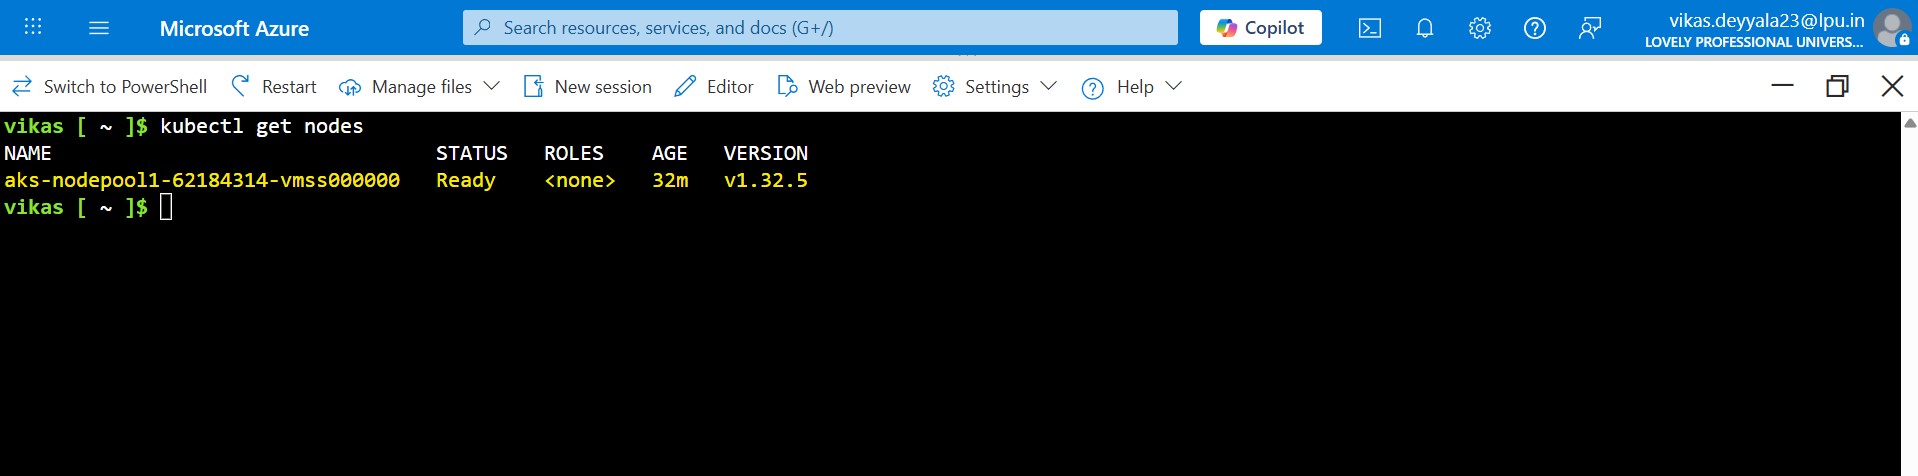 Microsoft Azure
Search resources, services, and docs (G+/)
Copilot
vikas.deyyala23@lpu.in
LOVELY PROFESSIONAL UNIVERS...
Switch to PowerShell
Restart
Manage files
New session
Editor
Web preview
Settings
Help
vikas [ ~ ]$ kubectl get nodes
NAME STATUS ROLES AGE VERSION
aks-nodepool1-62184314-vmss000000 Ready <none> 32m v1.32.5
vikas [ ~ ]$